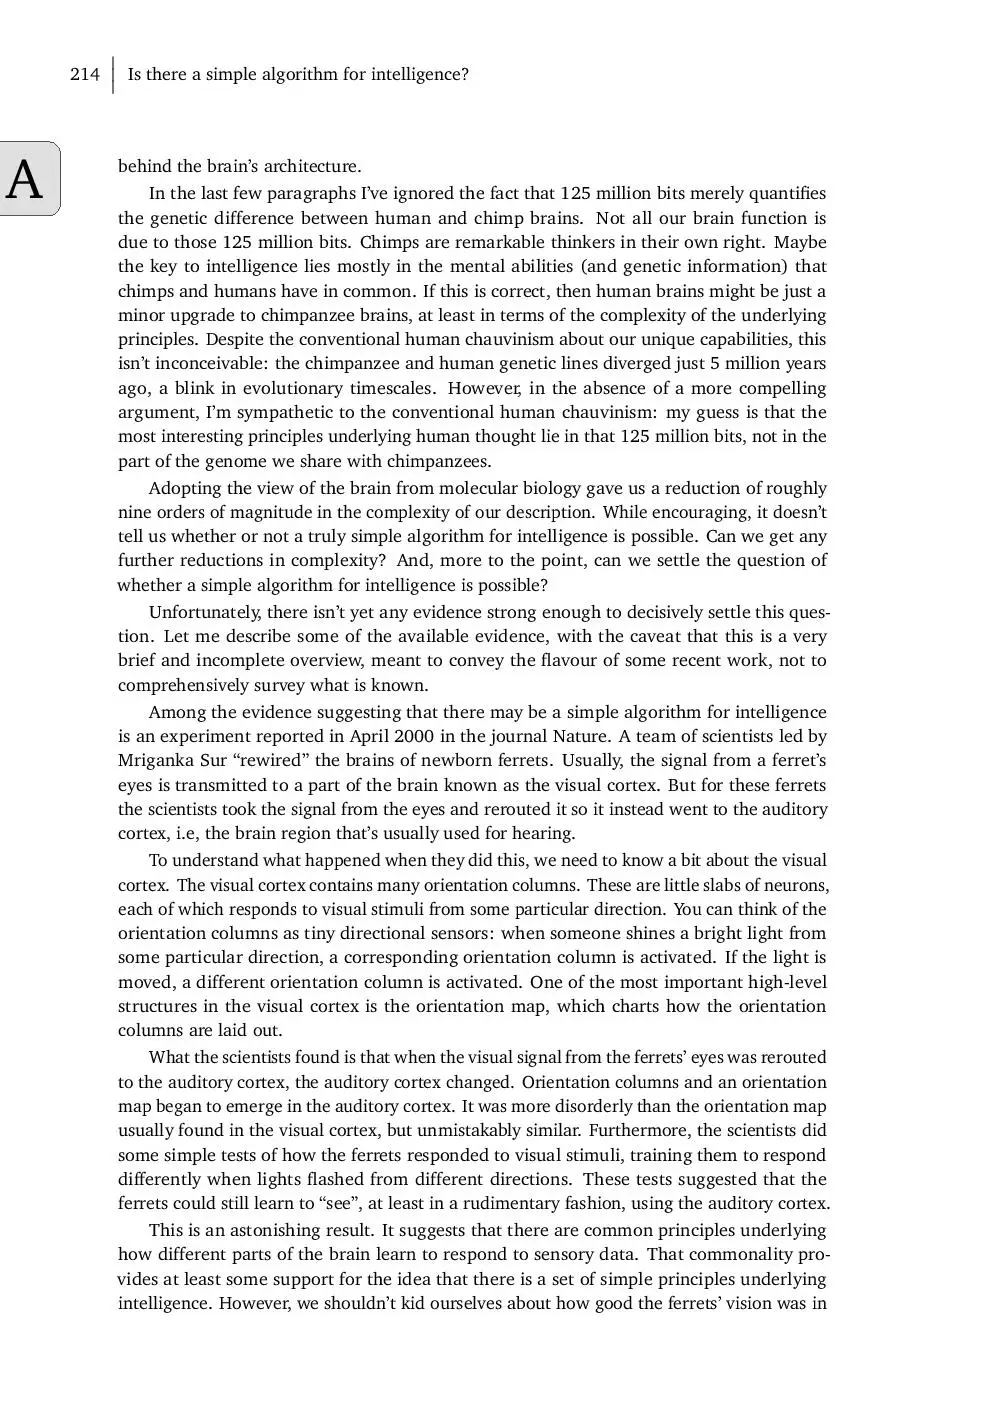 214
Is there a simple algorithm for intelligence?
A
behind the brain’s architecture.
In the last few paragraphs I’ve ignored the fact that 125 million bits merely quantifies
the genetic difference between human and chimp brains. Not all our brain function is
due to those 125 million bits. Chimps are remarkable thinkers in their own right. Maybe
the key to intelligence lies mostly in the mental abilities (and genetic information) that
chimps and humans have in common. If this is correct, then human brains might be just a
minor upgrade to chimpanzee brains, at least in terms of the complexity of the underlying
principles. Despite the conventional human chauvinism about our unique capabilities, this
isn’t inconceivable: the chimpanzee and human genetic lines diverged just 5 million years
ago, a blink in evolutionary timescales. However, in the absence of a more compelling
argument, I’m sympathetic to the conventional human chauvinism: my guess is that the
most interesting principles underlying human thought lie in that 125 million bits, not in the
part of the genome we share with chimpanzees.
Adopting the view of the brain from molecular biology gave us a reduction of roughly
nine orders of magnitude in the complexity of our description. While encouraging, it doesn’t
tell us whether or not a truly simple algorithm for intelligence is possible. Can we get any
further reductions in complexity? And, more to the point, can we settle the question of
whether a simple algorithm for intelligence is possible?
Unfortunately, there isn’t yet any evidence strong enough to decisively settle this ques-
tion. Let me describe some of the available evidence, with the caveat that this is a very
brief and incomplete overview, meant to convey the flavour of some recent work, not to
comprehensively survey what is known.
Among the evidence suggesting that there may be a simple algorithm for intelligence
is an experiment reported in April 2000 in the journal Nature. A team of scientists led by
Mriganka Sur “rewired” the brains of newborn ferrets. Usually, the signal from a ferret’s
eyes is transmitted to a part of the brain known as the visual cortex. But for these ferrets
the scientists took the signal from the eyes and rerouted it so it instead went to the auditory
cortex, i.e, the brain region that’s usually used for hearing.
To understand what happened when they did this, we need to know a bit about the visual
cortex. The visual cortex contains many orientation columns. These are little slabs of neurons,
each of which responds to visual stimuli from some particular direction. You can think of the
orientation columns as tiny directional sensors: when someone shines a bright light from
some particular direction, a corresponding orientation column is activated. If the light is
moved, a different orientation column is activated. One of the most important high-level
structures in the visual cortex is the orientation map, which charts how the orientation
columns are laid out.
What the scientists found is that when the visual signal from the ferrets’ eyes was rerouted
to the auditory cortex, the auditory cortex changed. Orientation columns and an orientation
map began to emerge in the auditory cortex. It was more disorderly than the orientation map
usually found in the visual cortex, but unmistakably similar. Furthermore, the scientists did
some simple tests of how the ferrets responded to visual stimuli, training them to respond
differently when lights flashed from different directions. These tests suggested that the
ferrets could still learn to “see”, at least in a rudimentary fashion, using the auditory cortex.
This is an astonishing result. It suggests that there are common principles underlying
how different parts of the brain learn to respond to sensory data. That commonality pro-
vides at least some support for the idea that there is a set of simple principles underlying
intelligence. However, we shouldn’t kid ourselves about how good the ferrets’ vision was in